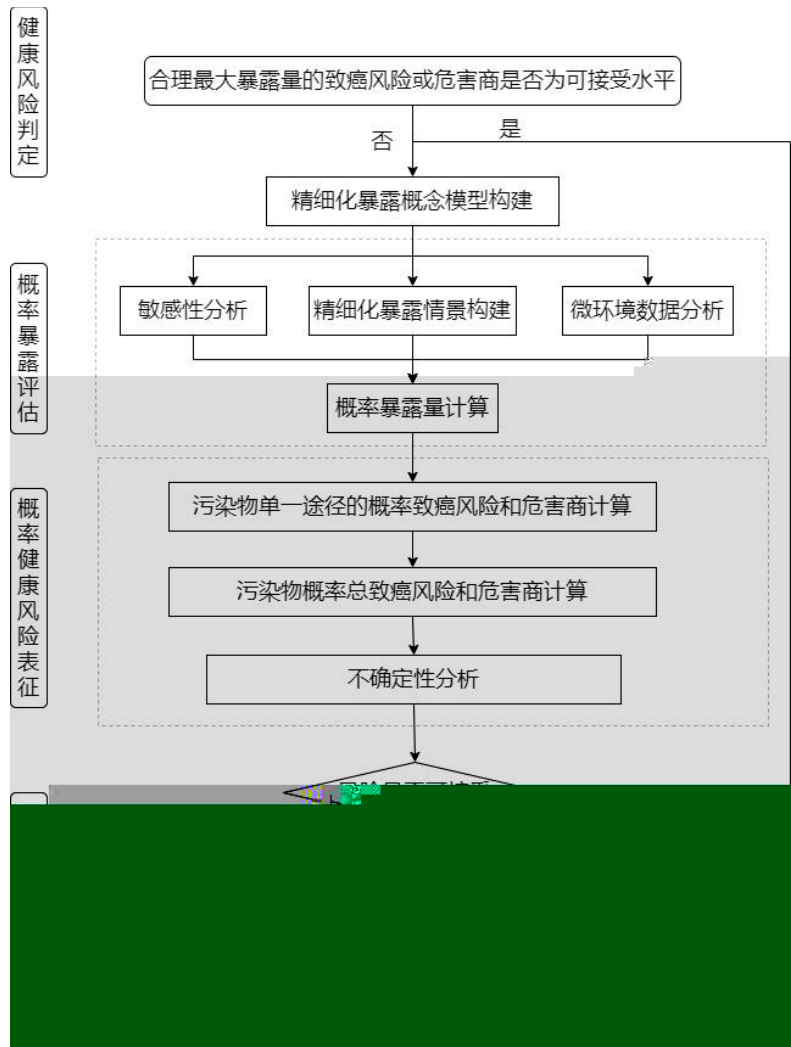 健康风险判定
合理最大暴露量的致癌风险或危害商是否为可接受水平
否
是
精细化暴露概念模型构建
概率暴露评估
敏感性分析
精细化暴露情景构建
微环境数据分析
概率暴露量计算
概率健康风险表征
污染物单一途径的概率致癌风险和危害商计算
污染物概率总致癌风险和危害商计算
不确定性分析